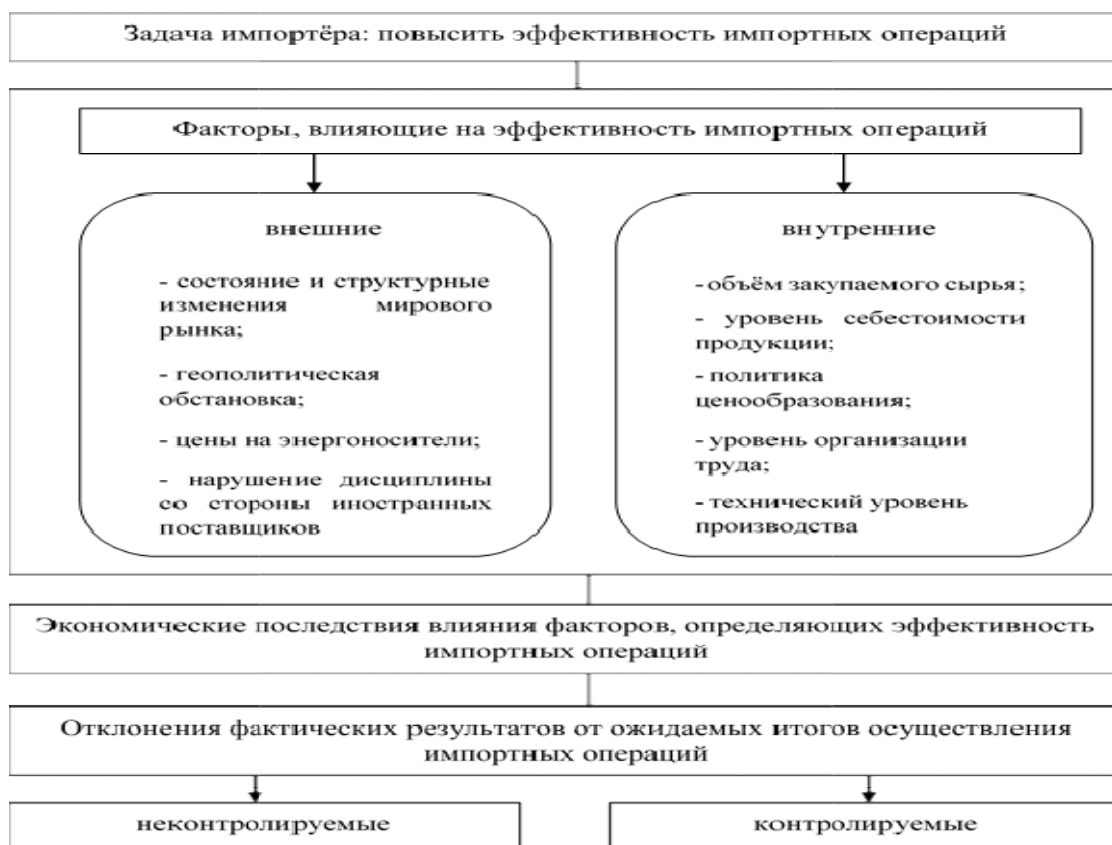 Задача импортёра: повысить эффективность импортных операций
Факторы, влияющие на эффективность импортных операций
внешние
- состояние и структурные
изменения мирового
рынка;
- геополитическая
обстановка;
- цены на энергоносители;
- нарушение дисциплины
со стороны иностранных
поставщиков
внутренние
- объём закупаемого сырья;
- уровень себестоимости
продукции;
- политика
ценообразования;
- уровень организации
труда;
- технический уровень
производства
Экономические последствия влияния факторов, определяющих эффективность
импортных операций
Отклонения фактических результатов от ожидаемых итогов осуществления
импортных операций
неконтролируемые
контролируемые